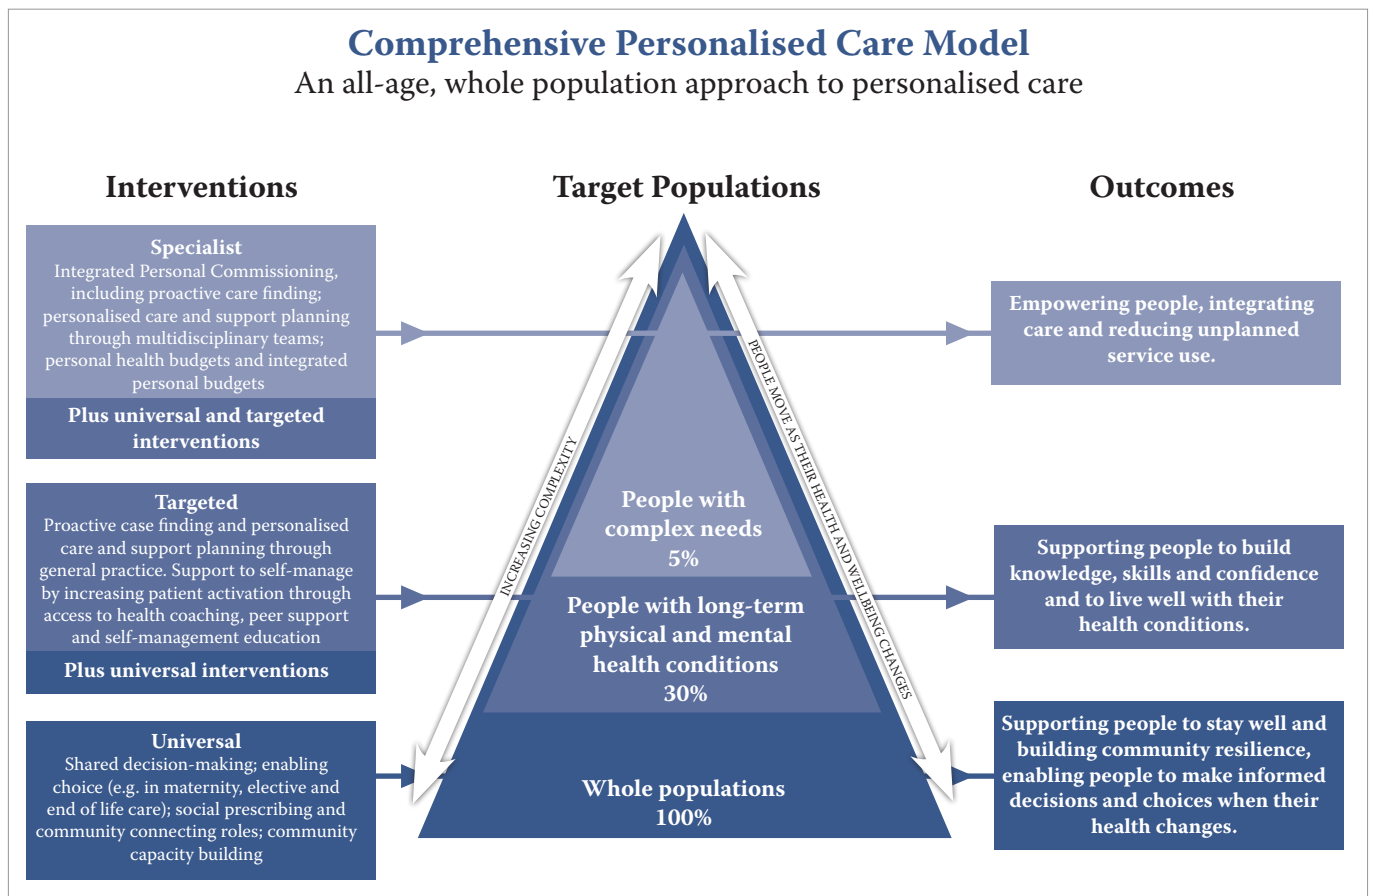 Comprehensive Personalised Care Model
An all-age, whole population approach to personalised care
Interventions
Specialist
Integrated Personal Commissioning,
including proactive care finding;
personalised care and support planning
through multidisciplinary teams;
personal health budgets and integrated
personal budgets
Plus universal and targeted
interventions
Targeted
Proactive case finding and personalised
care and support planning through
general practice. Support to self-manage
by increasing patient activation through
access to health coaching, peer support
and self-management education
Plus universal interventions
Universal
Shared decision-making; enabling
choice (e.g. in maternity, elective and
end of life care); social prescribing and
community connecting roles; community
capacity building
Target Populations
INCREASING COMPLEXITY
People with
complex needs
5%
People with long-term
physical and mental
health conditions
30%
Whole populations
100%
PEOPLE MOVE AS THEIR HEALTH AND WELLBEING CHANGES
Outcomes
Empowering people, integrating
care and reducing unplanned
service use.
Supporting people to build
knowledge, skills and confidence
and to live well with their
health conditions.
Supporting people to stay well and
building community resilience,
enabling people to make informed
decisions and choices when their
health changes.